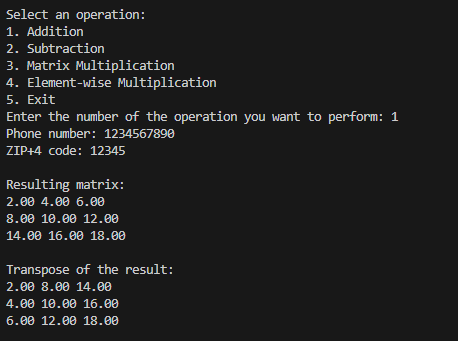 Select an operation:
1. Addition
2. Subtraction
3. Matrix Multiplication
4. Element-wise Multiplication
5. Exit
Enter the number of the operation you want to perform: 1
Phone number: 1234567890
ZIP+4 code: 12345
Resulting matrix:
2.00 4.00 6.00
8.00 10.00 12.00
14.00 16.00 18.00
Transpose of the result:
2.00 8.00 14.00
4.00 10.00 16.00
6.00 12.00 18.00